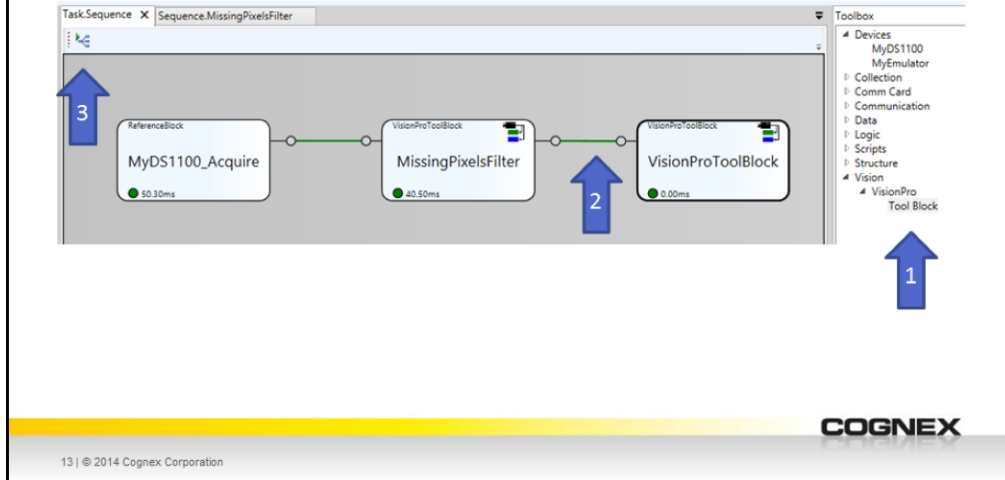 Task.Sequence X Sequence.MissingPixelsFilter
Toolbox
Devices
MyDS1100
MyEmulator
Collection
Comm Card
Communication
Data
Logic
Scripts
Structure
Vision
VisionPro
Tool Block
3
ReferenceBlock
MyDS1100_Acquire
50.30ms
VisionProToolBlock
MissingPixelsFilter
40.50ms
2
VisionProToolBlock
VisionProToolBlock
0.00ms
1
COGNEX
13 | © 2014 Cognex Corporation